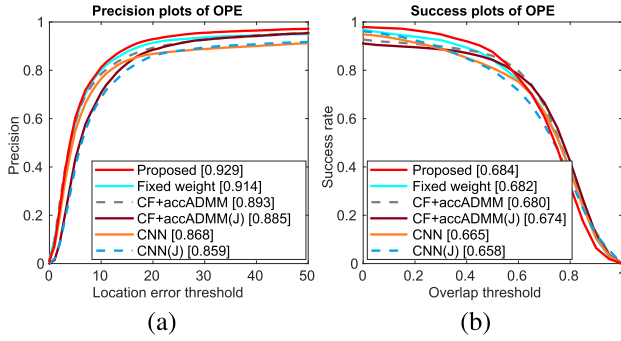 Precision plots of OPE
Precision
1
0.8
0.6
0.4
0.2
0
0 10 20 30 40 50
Location error threshold
Proposed [0.929]
Fixed weight [0.914]
CF+accADMM [0.893]
CF+accADMM(J) [0.885]
CNN [0.868]
CNN(J) [0.859]
(a)
Success plots of OPE
Success rate
1
0.8
0.6
0.4
0.2
0
0 0.2 0.4 0.6 0.8 1
Overlap threshold
Proposed [0.684]
Fixed weight [0.682]
CF+accADMM [0.680]
CF+accADMM(J) [0.674]
CNN [0.665]
CNN(J) [0.658]
(b)